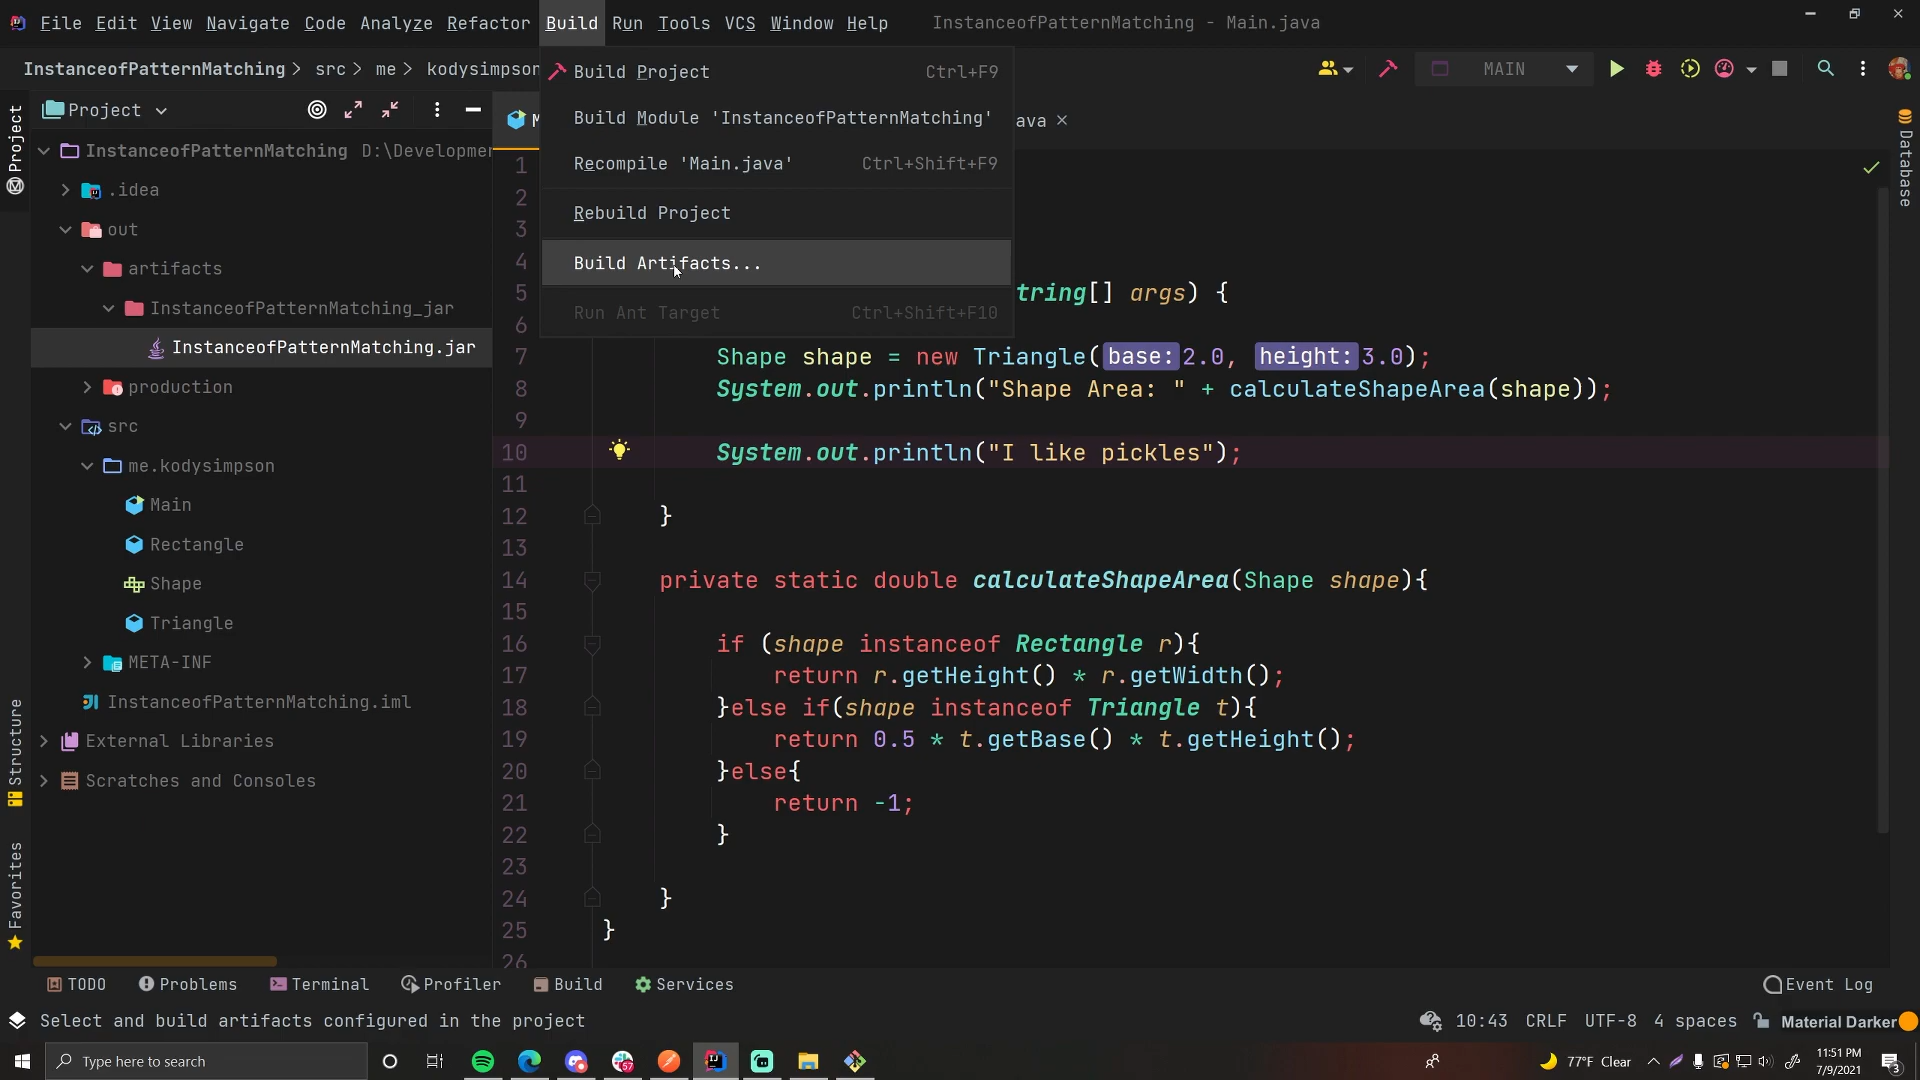 File Edit View Navigate Code Analyze Refactor Build Run Tools VCS Window Help InstanceofPatternMatching - Main.java
InstanceofPatternMatching src me kodysimpson
MAIN
Project
Build Project Ctrl+F9
Build Module 'InstanceofPatternMatching'
Recompile 'Main.java' Ctrl+Shift+F9
Rebuild Project
Build Artifacts...
Run Ant Target Ctrl+Shift+F10
ava
Project
Database
InstanceofPatternMatching D:\Developmer
.idea
out
artifacts
InstanceofPatternMatching_jar
InstanceofPatternMatching.jar
production
src
me.kodysimpson
Main
Rectangle
Shape
Triangle
META-INF
InstanceofPatternMatching.iml
External Libraries
Scratches and Consoles
Structure
Favorites
1
2
3
4
5 tring[] args) {
6
7 Shape shape = new Triangle( base: 2.0, height: 3.0);
8 System.out.println("Shape Area: " + calculateShapeArea(shape));
9
10 System.out.println("I like pickles");
11
12 }
13
14 private static double calculateShapeArea(Shape shape){
15
16 if (shape instanceof Rectangle r){
17 return r.getHeight() * r.getWidth();
18 }else if(shape instanceof Triangle t){
19 return 0.5 * t.getBase() * t.getHeight();
20 }else{
21 return -1;
22 }
23
24 }
25 }
26
TODO Problems Terminal Profiler Build Services Event Log
Select and build artifacts configured in the project 10:43 CRLF UTF-8 4 spaces Material Darker
Type here to search
57
77°F Clear
11:51 PM
7/9/2021
3